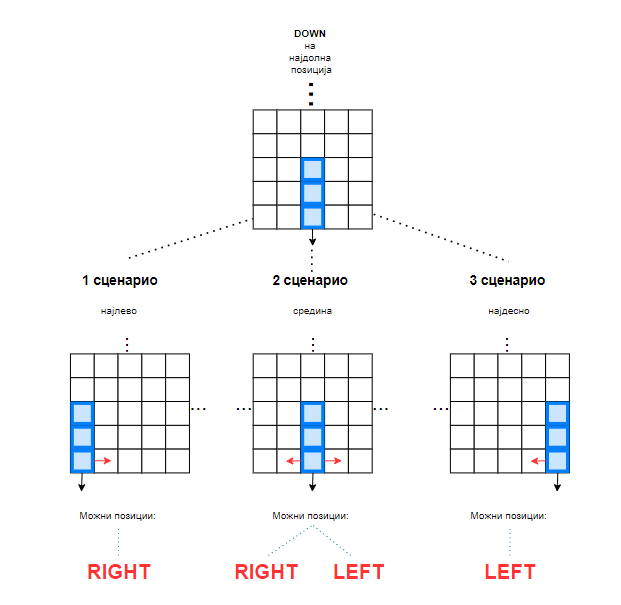 DOWN
на
најдолна
позиција
1 сценарио
2 сценарио
3 сценарио
најлево
средина
најдесно
Можни позиции:
Можни позиции:
Можни позиции:
RIGHT
RIGHT
LEFT
LEFT